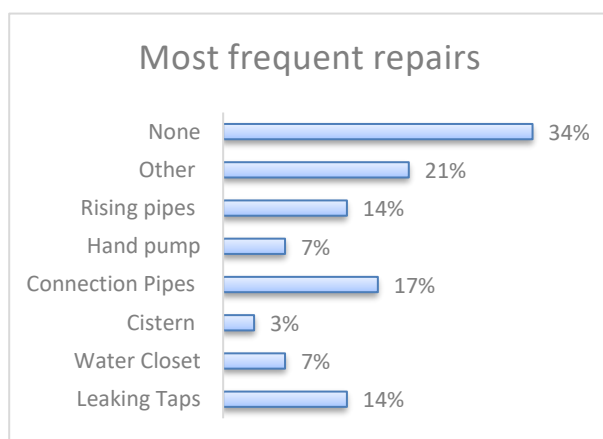 Most frequent repairs
None 34%
Other 21%
Rising pipes 14%
Hand pump 7%
Connection Pipes 17%
Cistern 3%
Water Closet 7%
Leaking Taps 14%